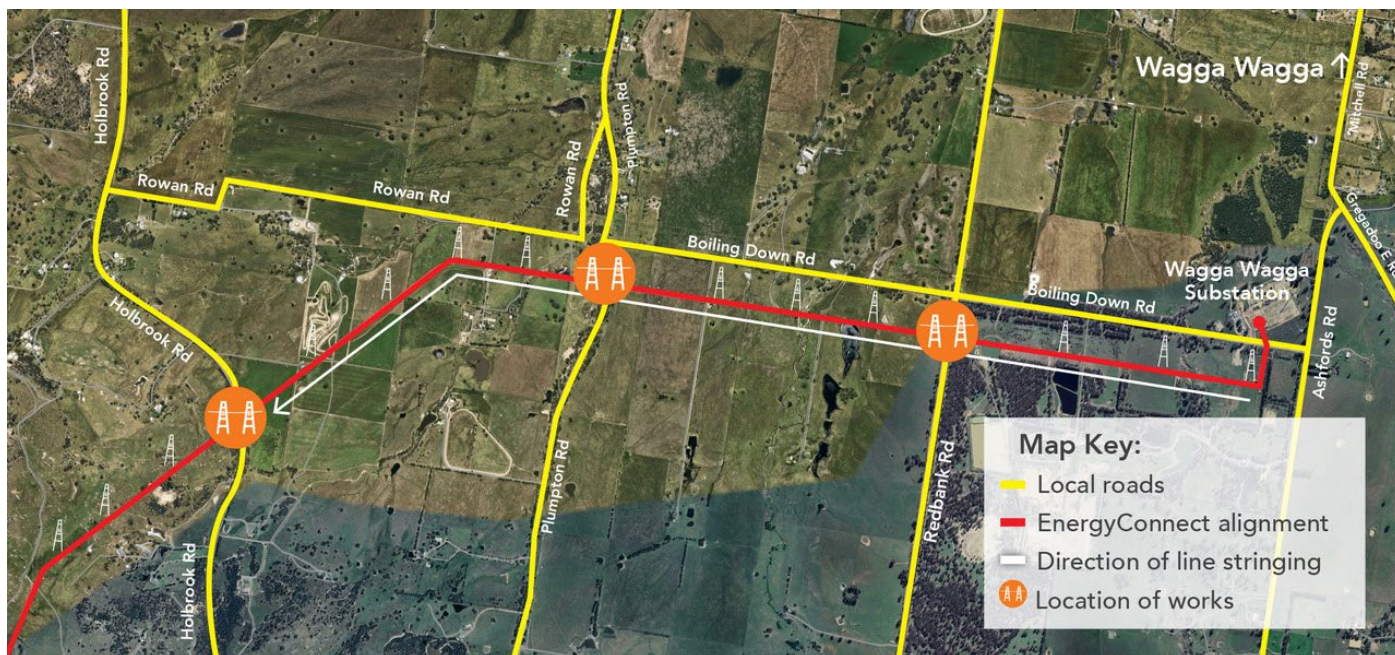 Holbrook Rd
Rowan Rd
Rowan Rd
Rowan Rd
Plumpton Rd
Wagga Wagga ↑
Mitchell Rd
Gregadoo E Rd
Boiling Down Rd
Wagga Wagga
Substation
Boiling Down Rd
Holbrook Rd
Ashfords Rd
Plumpton Rd
Redbank Rd
Holbrook Rd
Map Key:
Local roads
EnergyConnect alignment
Direction of line stringing
Location of works